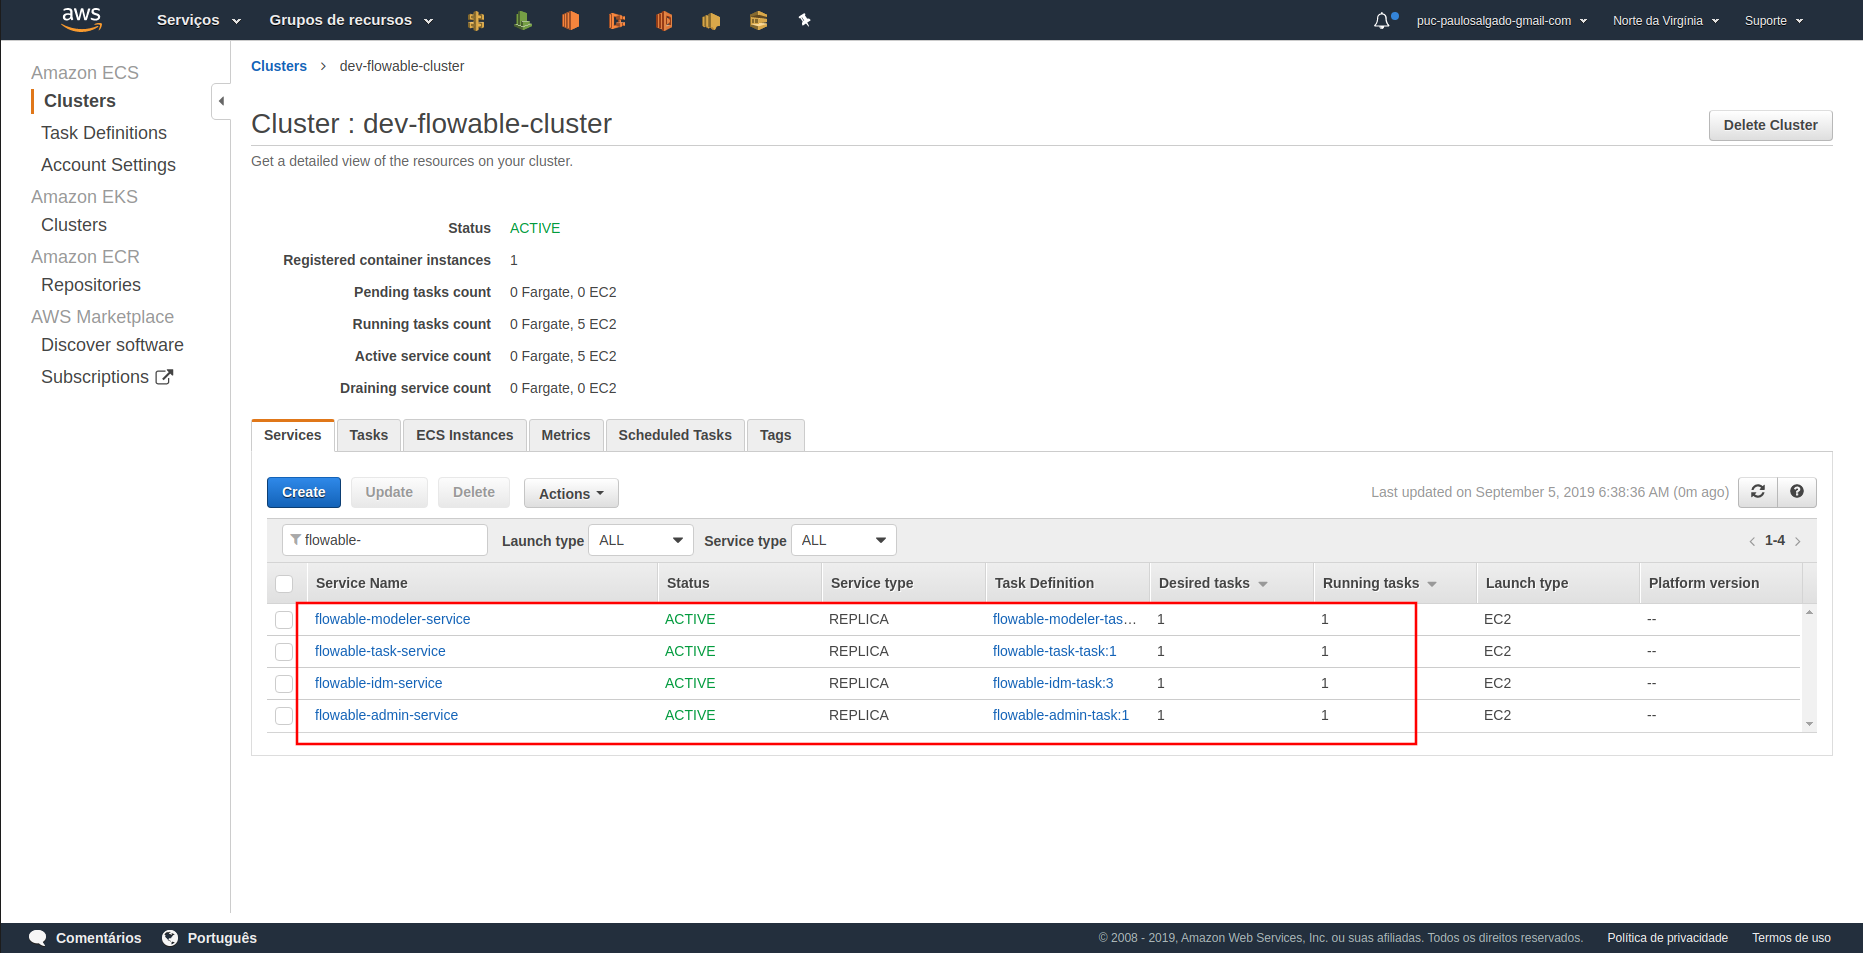 aws Serviços Grupos de recursos puc-paulosalgado-gmail-com Norte da Virgínia Suporte
Amazon ECS
Clusters
Task Definitions
Account Settings
Amazon EKS
Clusters
Amazon ECR
Repositories
AWS Marketplace
Discover software
Subscriptions
Clusters > dev-flowable-cluster
Cluster : dev-flowable-cluster
Delete Cluster
Get a detailed view of the resources on your cluster.
Status ACTIVE
Registered container instances 1
Pending tasks count 0 Fargate, 0 EC2
Running tasks count 0 Fargate, 5 EC2
Active service count 0 Fargate, 5 EC2
Draining service count 0 Fargate, 0 EC2
Services Tasks ECS Instances Metrics Scheduled Tasks Tags
Create Update Delete Actions Last updated on September 5, 2019 6:38:36 AM (0m ago)
flowable- Launch type ALL Service type ALL < 1-4 >
Service Name Status Service type Task Definition Desired tasks Running tasks Launch type Platform version
flowable-modeler-service ACTIVE REPLICA flowable-modeler-tas... 1 1 EC2 --
flowable-task-service ACTIVE REPLICA flowable-task-task:1 1 1 EC2 --
flowable-idm-service ACTIVE REPLICA flowable-idm-task:3 1 1 EC2 --
flowable-admin-service ACTIVE REPLICA flowable-admin-task:1 1 1 EC2 --
Comentários Português © 2008 - 2019, Amazon Web Services, Inc. ou suas afiliadas. Todos os direitos reservados. Política de privacidade Termos de uso